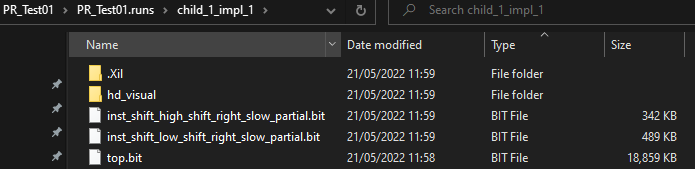 PR_Test01 › PR_Test01.runs › child_1_impl_1 Search child_1_impl_1
Name Date modified Type Size
.Xil 21/05/2022 11:59 File folder
hd_visual 21/05/2022 11:59 File folder
inst_shift_high_shift_right_slow_partial.bit 21/05/2022 11:59 BIT File 342 KB
inst_shift_low_shift_right_slow_partial.bit 21/05/2022 11:59 BIT File 489 KB
top.bit 21/05/2022 11:58 BIT File 18,859 KB